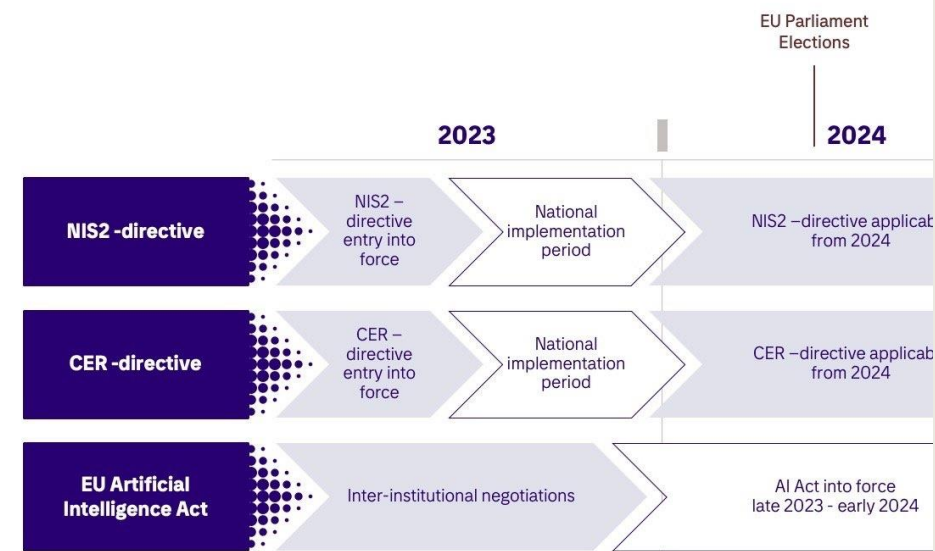 EU Parliament
Elections
2023
2024
NIS2 -directive
NIS2 –
directive
entry into
force
National
implementation
period
NIS2 –directive applicab
from 2024
CER -directive
CER –
directive
entry into
force
National
implementation
period
CER –directive applicab
from 2024
EU Artificial
Intelligence Act
Inter-institutional negotiations
AI Act into force
late 2023 - early 2024